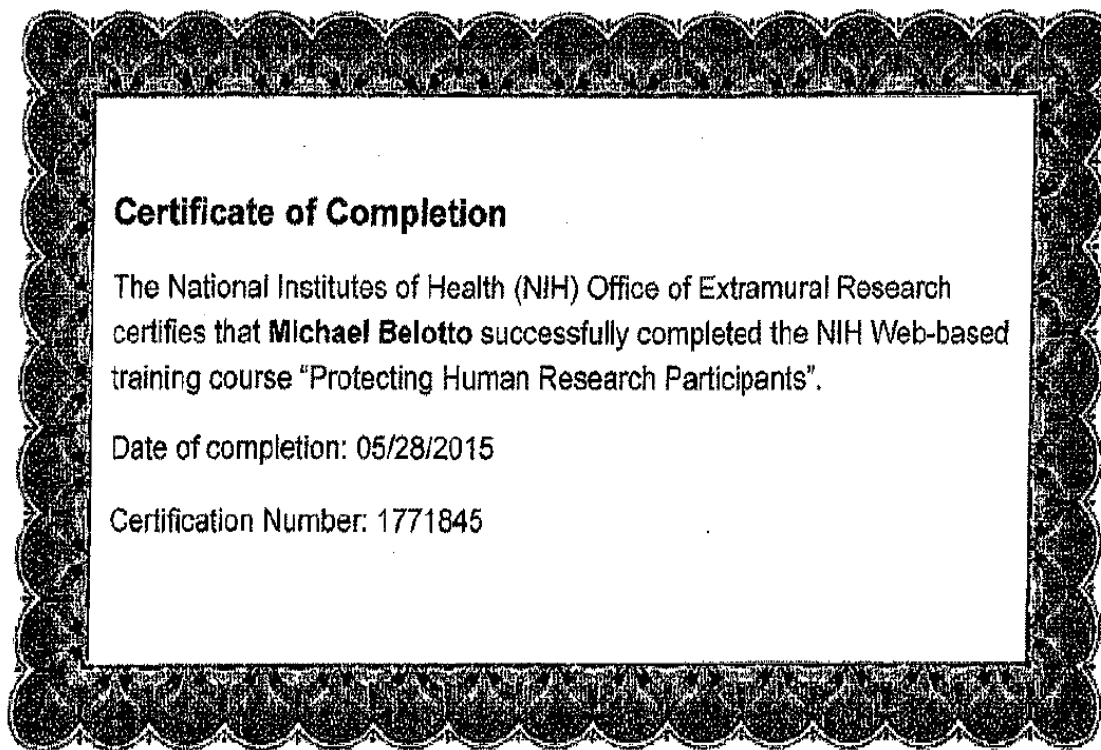 Certificate of Completion
The National Institutes of Health (NIH) Office of Extramural Research
certifies that Michael Belotto successfully completed the NIH Web-based
training course “Protecting Human Research Participants”.
Date of completion: 05/28/2015
Certification Number: 1771845